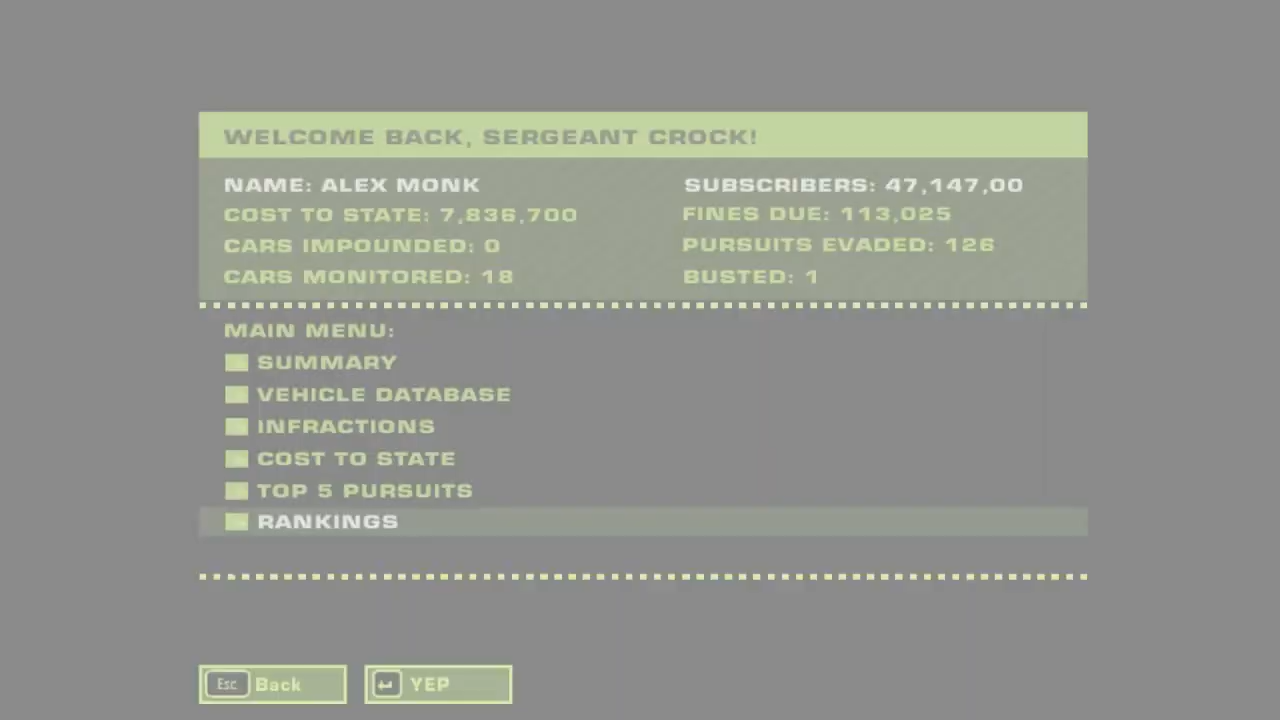 WELCOME BACK, SERGEANT CROCK!
NAME: ALEX MONK
SUBSCRIBERS: 47,147,00
COST TO STATE: 7,836,700
FINES DUE: 113,025
CARS IMPOUNDED: 0
PURSUITS EVADED: 126
CARS MONITORED: 18
BUSTED: 1
MAIN MENU:
SUMMARY
VEHICLE DATABASE
INFRACTIONS
COST TO STATE
TOP 5 PURSUITS
RANKINGS
Esc Back
YEP